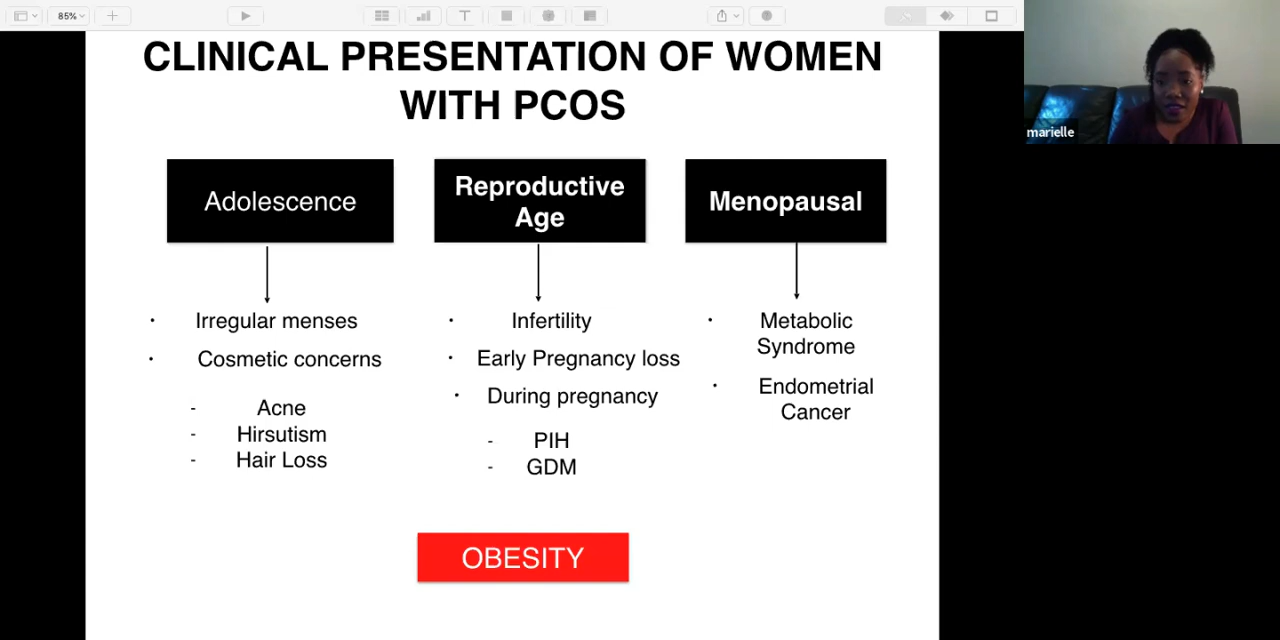 85%
CLINICAL PRESENTATION OF WOMEN
WITH PCOS
marielle
Adolescence
Reproductive
Age
Menopausal
· Irregular menses
· Cosmetic concerns
- Acne
- Hirsutism
- Hair Loss
· Infertility
· Early Pregnancy loss
· During pregnancy
- PIH
- GDM
· Metabolic
Syndrome
· Endometrial
Cancer
OBESITY